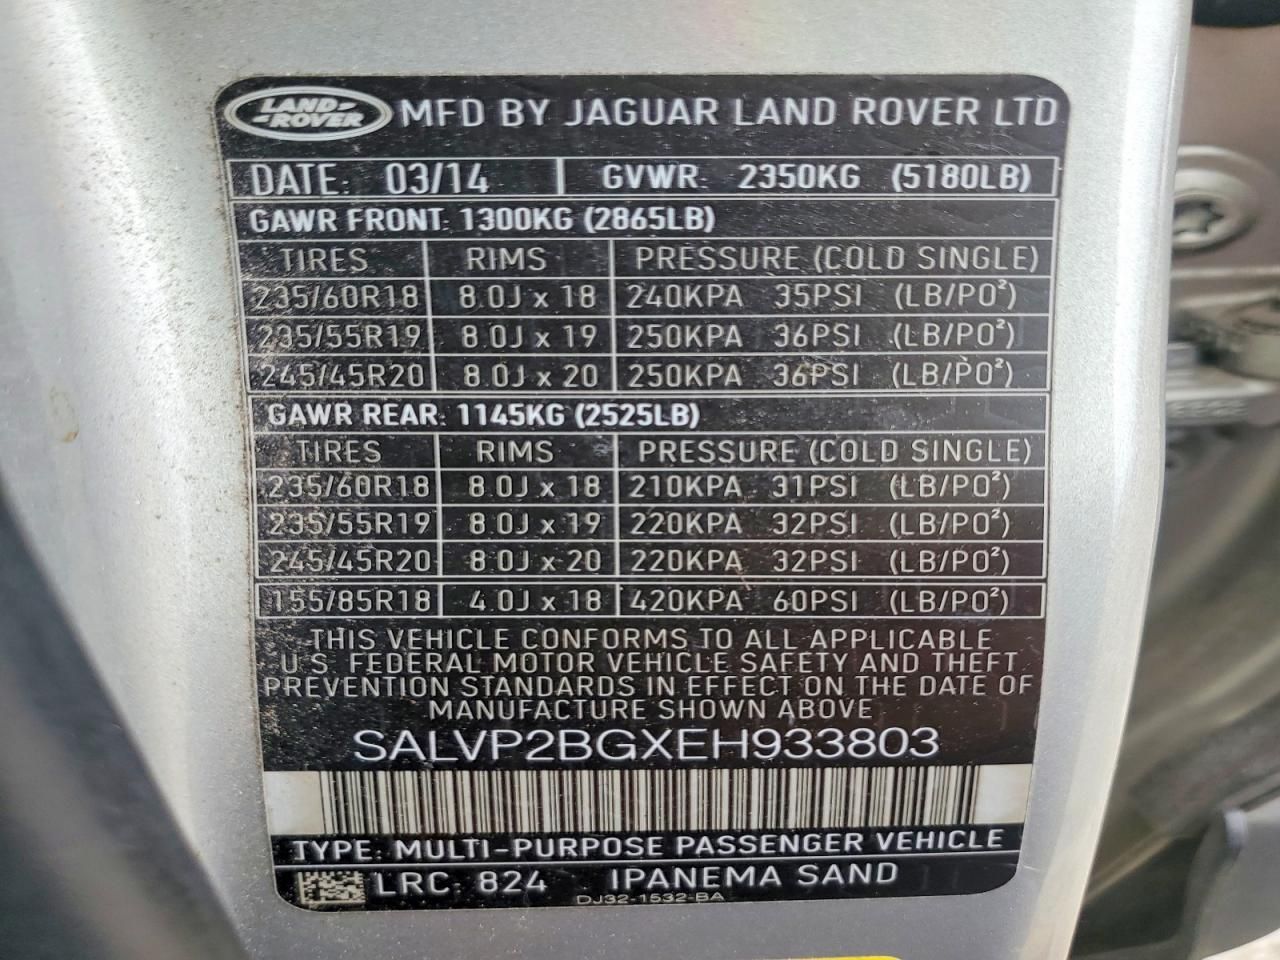 LAND ROVER MFD BY JAGUAR LAND ROVER LTD
DATE: 03/14 GVWR: 2350KG (5180LB)
GAWR FRONT: 1300KG (2865LB)
TIRES RIMS PRESSURE (COLD SINGLE)
235/60R18 8.0J x 18 240KPA 35PSI (LB/PO²)
235/55R19 8.0J x 19 250KPA 36PSI (LB/PO²)
245/45R20 8.0J x 20 250KPA 36PSI (LB/PO²)
GAWR REAR: 1145KG (2525LB)
TIRES RIMS PRESSURE (COLD SINGLE)
235/60R18 8.0J x 18 210KPA 31PSI (LB/PO²)
235/55R19 8.0J x 19 220KPA 32PSI (LB/PO²)
245/45R20 8.0J x 20 220KPA 32PSI (LB/PO²)
155/85R18 4.0J x 18 420KPA 60PSI (LB/PO²)
THIS VEHICLE CONFORMS TO ALL APPLICABLE
U.S. FEDERAL MOTOR VEHICLE SAFETY AND THEFT
PREVENTION STANDARDS IN EFFECT ON THE DATE OF
MANUFACTURE SHOWN ABOVE
SALVP2BGXEH933803
TYPE: MULTI-PURPOSE PASSENGER VEHICLE
LRC: 824 IPANEMA SAND
DJ32-1532-BA